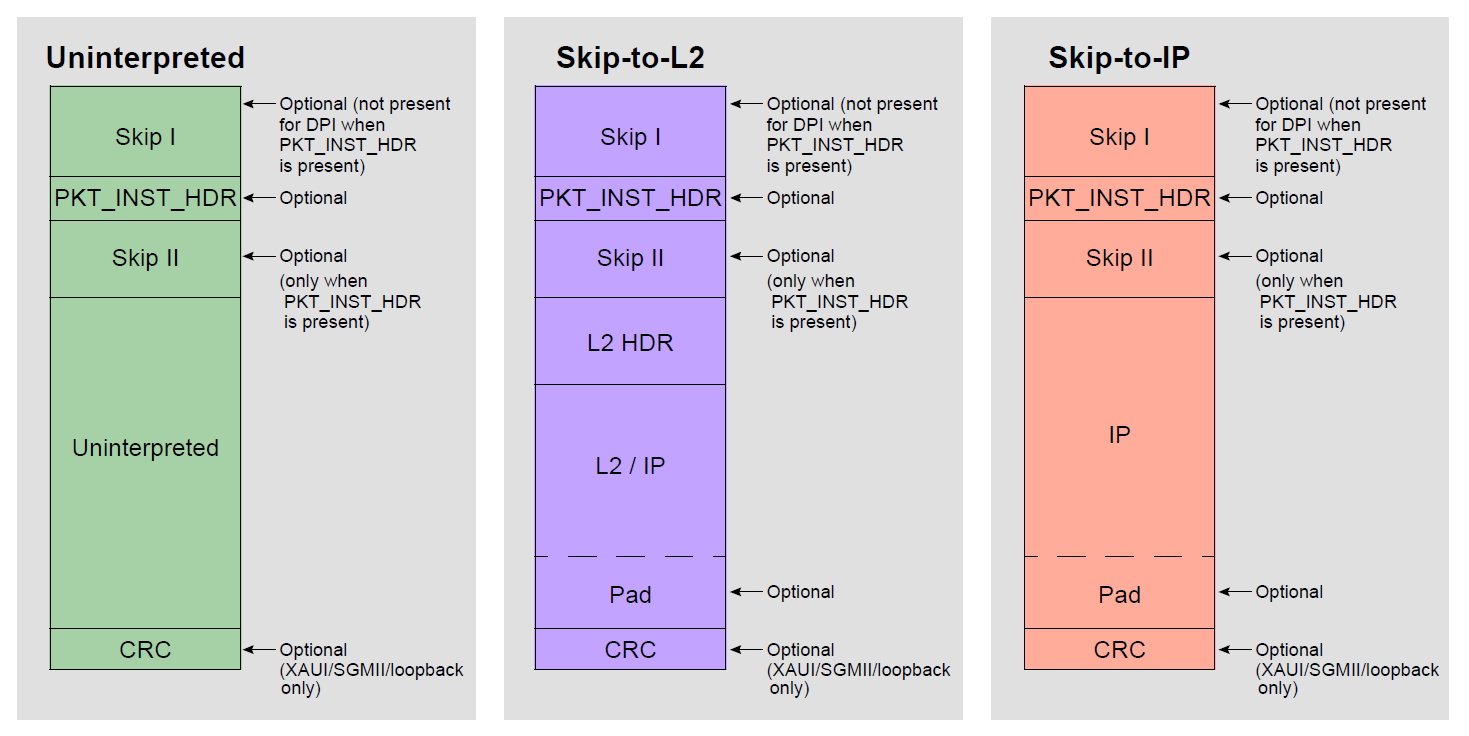 Uninterpreted
Skip I
Optional (not present
for DPI when
PKT_INST_HDR
is present)
PKT_INST_HDR
Optional
Skip II
Optional
(only when
PKT_INST_HDR
is present)
Uninterpreted
CRC
Optional
(XAUI/SGMII/loopback
only)
Skip-to-L2
Skip I
Optional (not present
for DPI when
PKT_INST_HDR
is present)
PKT_INST_HDR
Optional
Skip II
Optional
(only when
PKT_INST_HDR
is present)
L2 HDR
L2 / IP
Pad
Optional
CRC
Optional
(XAUI/SGMII/loopback
only)
Skip-to-IP
Skip I
Optional (not present
for DPI when
PKT_INST_HDR
is present)
PKT_INST_HDR
Optional
Skip II
Optional
(only when
PKT_INST_HDR
is present)
IP
Pad
Optional
CRC
Optional
(XAUI/SGMII/loopback
only)